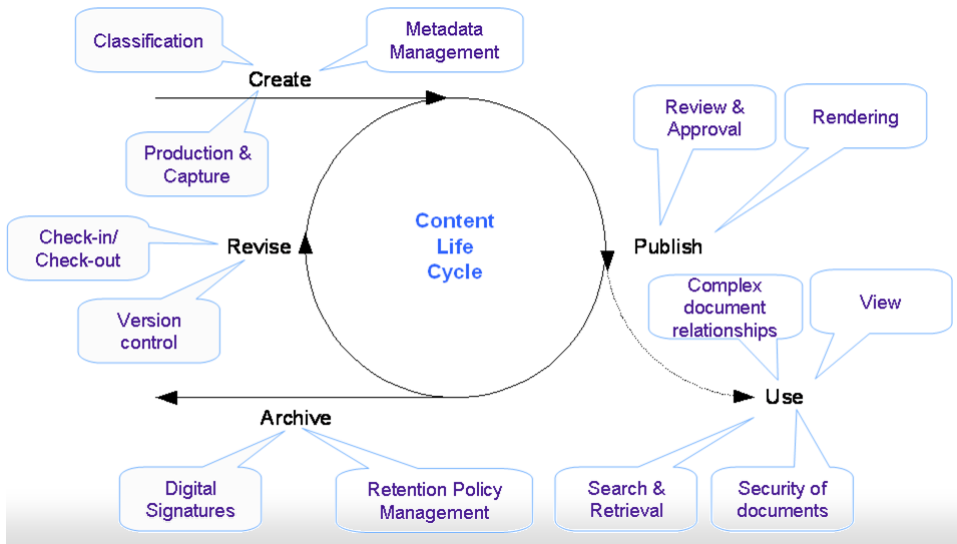 Classification
Metadata
Management
Create
Production &
Capture
Review &
Approval
Rendering
Content
Life
Cycle
Check-in/
Check-out
Revise
Publish
Version
control
Complex
document
relationships
View
Use
Archive
Digital
Signatures
Retention Policy
Management
Search &
Retrieval
Security of
documents